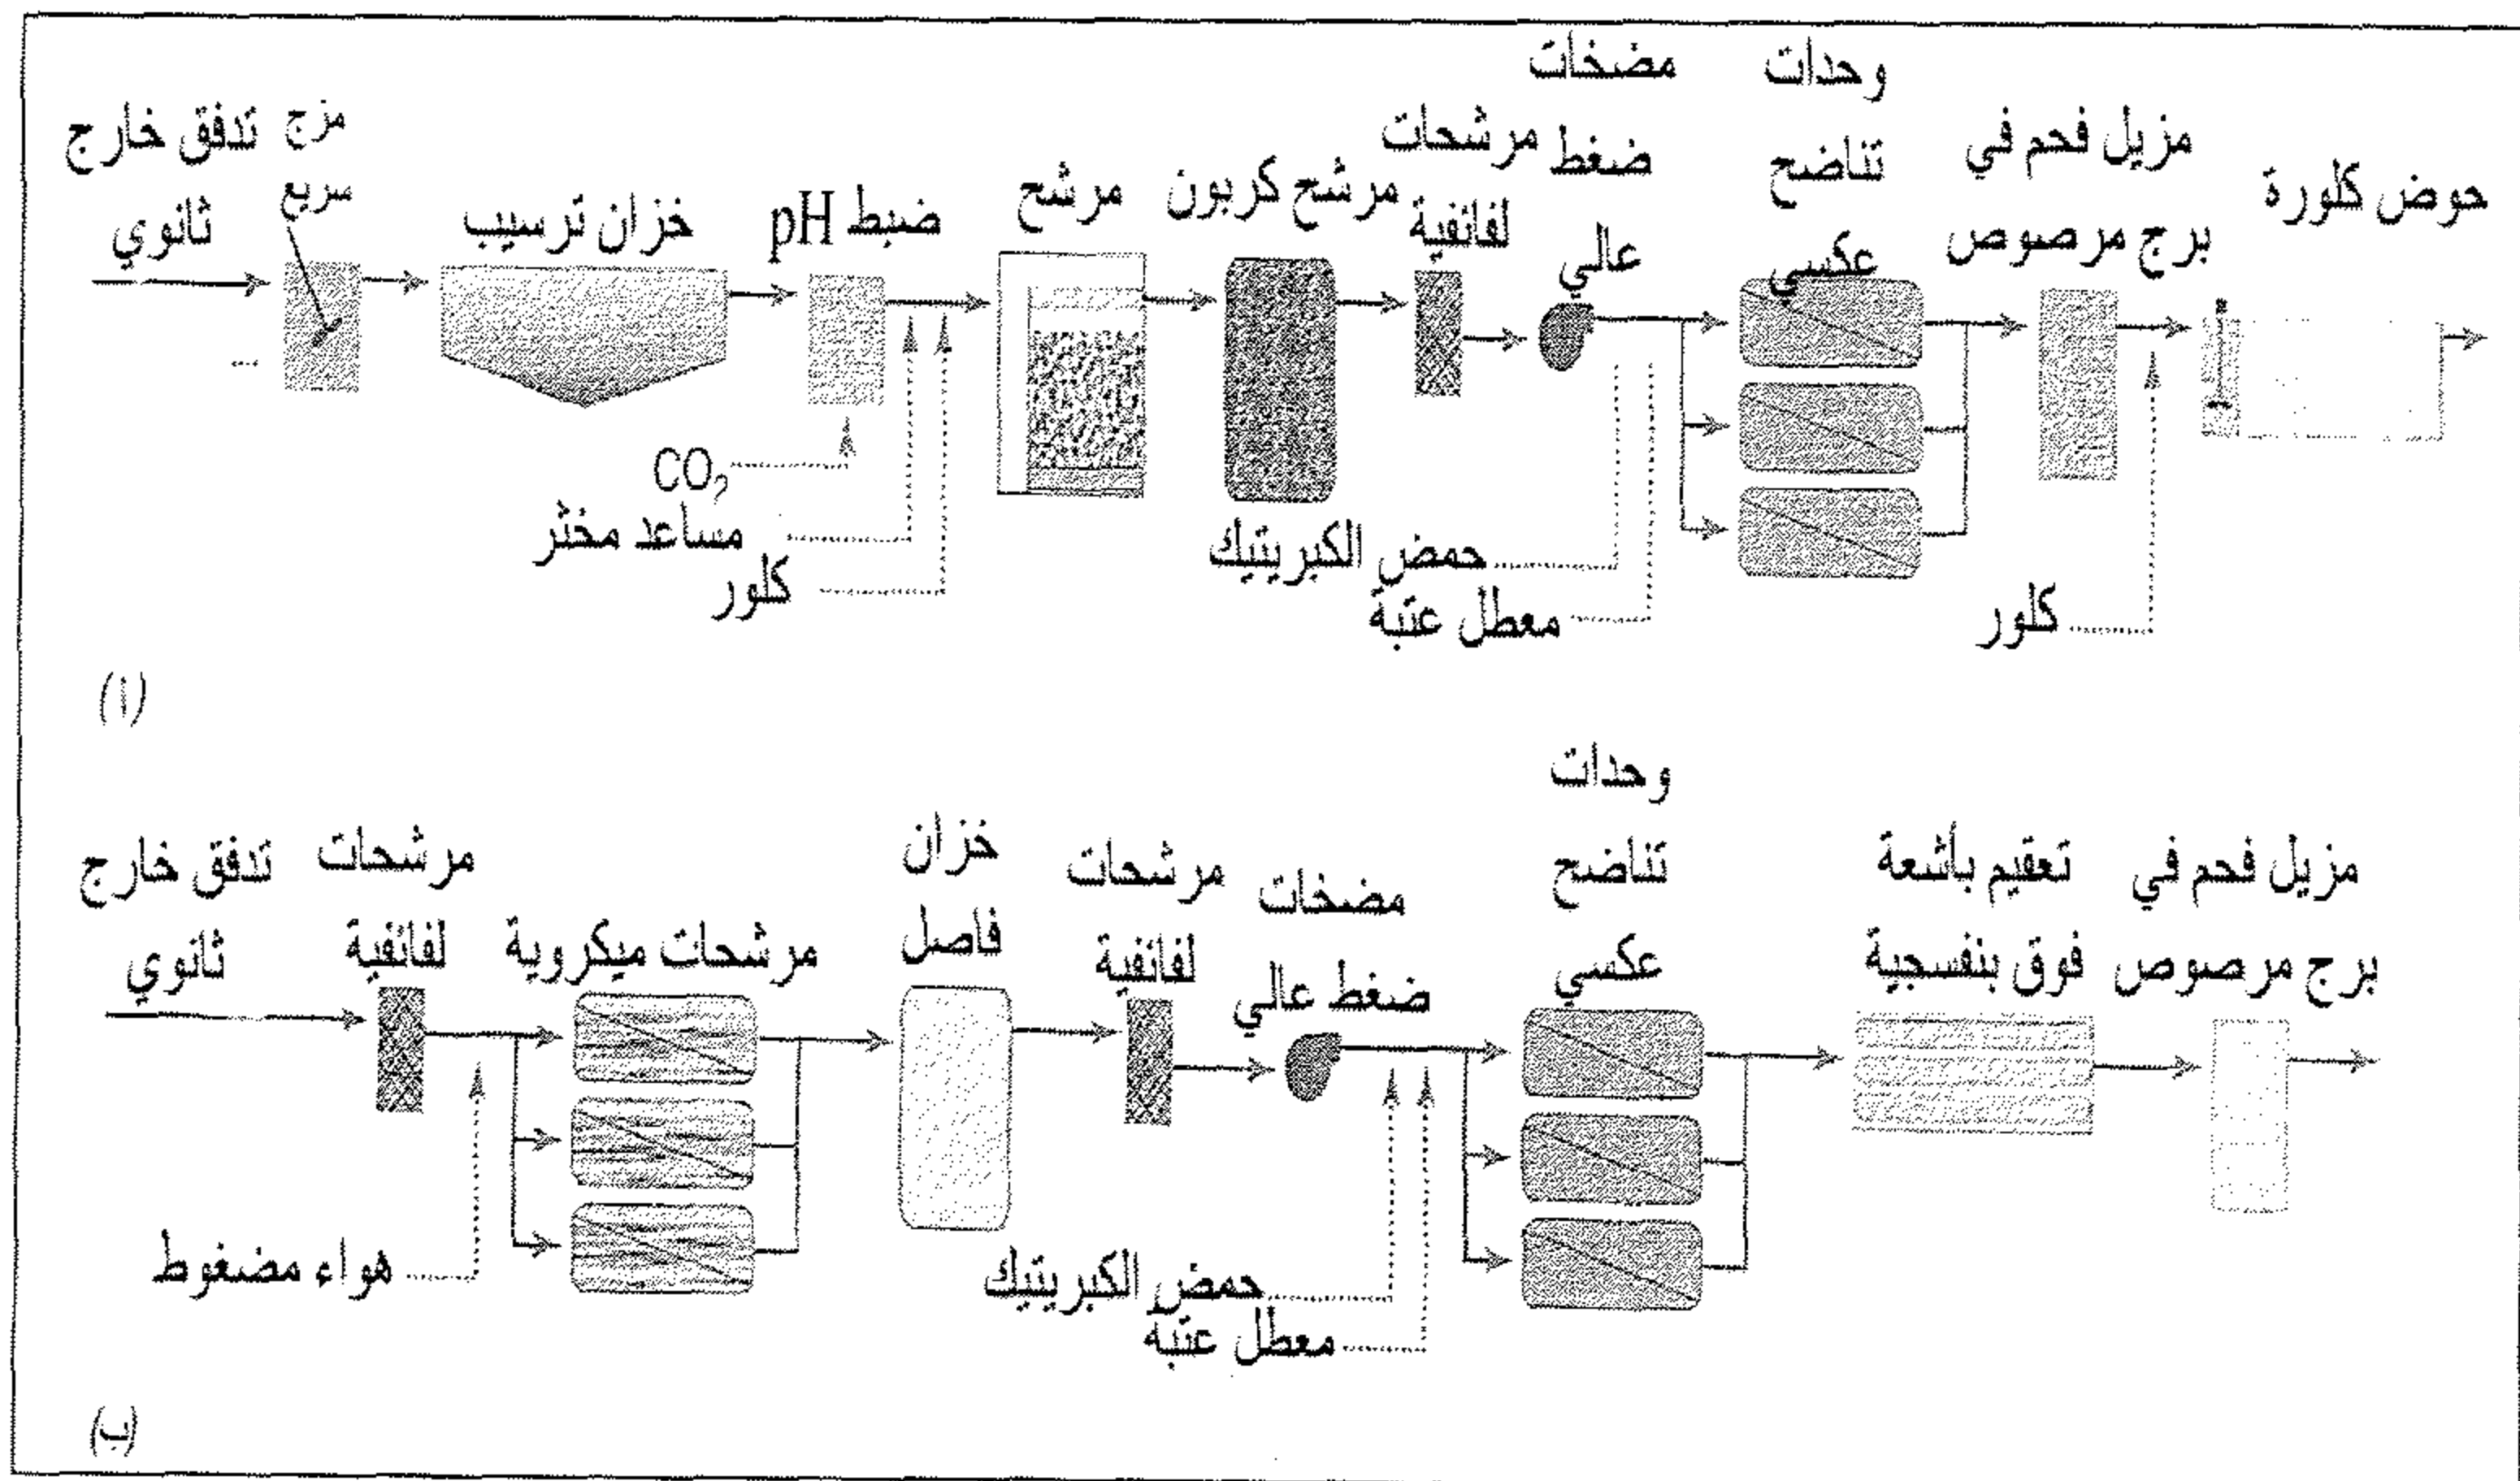 تدفق خارج
ثانوي
مزج
سريع
خزان ترسيب
ضبط pH
مرشح
مرشح كربون
مرشحات
لفائفية
مضخات
ضغط
عالي
وحدات
تناضح
عكسي
مزيل فحم في
برج مرصوص
حوض كلورة
CO₂
مساعد مخثر
كلور
حمض الكبريتيك
معطل عتبة
كلور
(أ)
تدفق خارج
ثانوي
مرشحات
لفائفية
مرشحات ميكروية
خزان
فاصل
مرشحات
لفائفية
مضخات
ضغط عالي
وحدات
تناضح
عكسي
تعقيم بأشعة
فوق بنفسجية
مزيل فحم في
برج مرصوص
هواء مضغوط
حمض الكبريتيك
معطل عتبه
(ب)